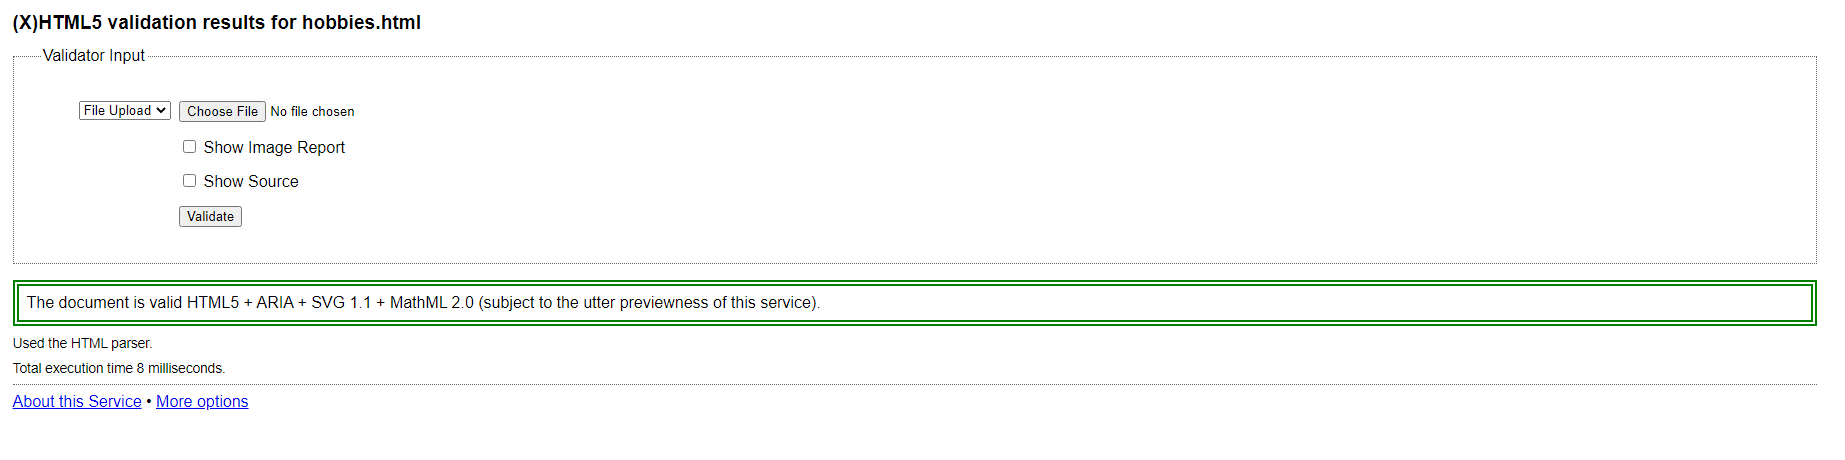 (X)HTML5 validation results for hobbies.html
Validator Input
File Upload Choose File No file chosen
Show Image Report
Show Source
Validate
The document is valid HTML5 + ARIA + SVG 1.1 + MathML 2.0 (subject to the utter previewness of this service).
Used the HTML parser.
Total execution time 8 milliseconds.
About this Service • More options